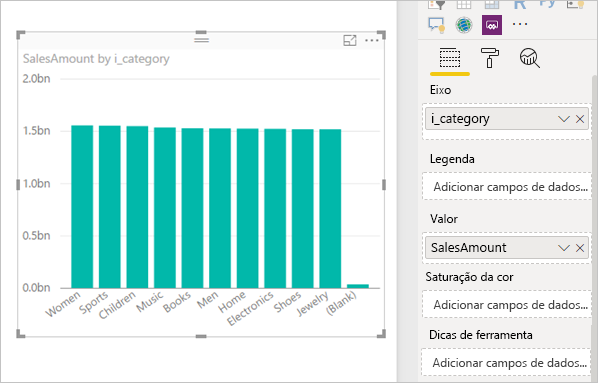 SalesAmount by i_category
2.0bn
1.5bn
1.0bn
0.5bn
0.0bn
Women
Sports
Children
Music
Books
Men
Home
Electronics
Shoes
Jewelry
(Blank)
Py
Eixo
i_category
Legenda
Adicionar campos de dados...
Valor
SalesAmount
Saturação da cor
Adicionar campos de dados...
Dicas de ferramenta
Adicionar campos de dados...